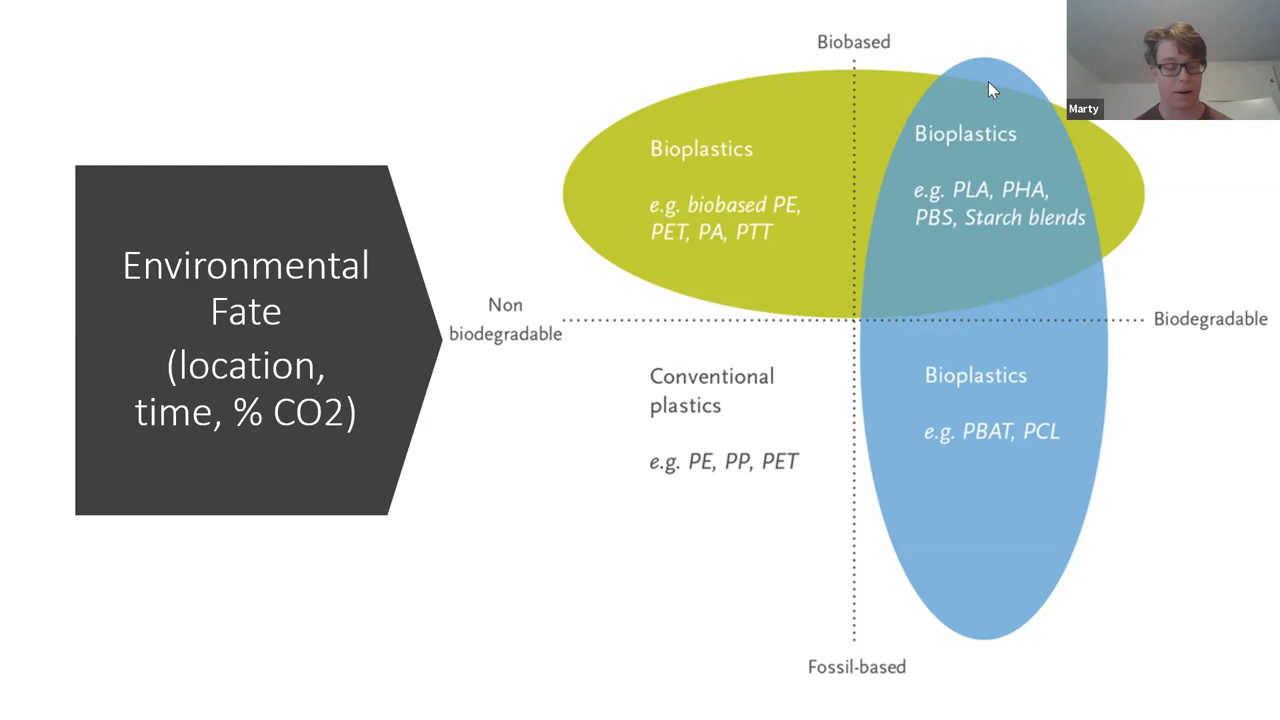 Environmental
Fate
(location,
time, % CO2)
Biobased
Marty
Bioplastics
e.g. biobased PE,
PET, PA, PTT
Bioplastics
e.g. PLA, PHA,
PBS, Starch blends
Non
biodegradable
Biodegradable
Conventional
plastics
e.g. PE, PP, PET
Bioplastics
e.g. PBAT, PCL
Fossil-based